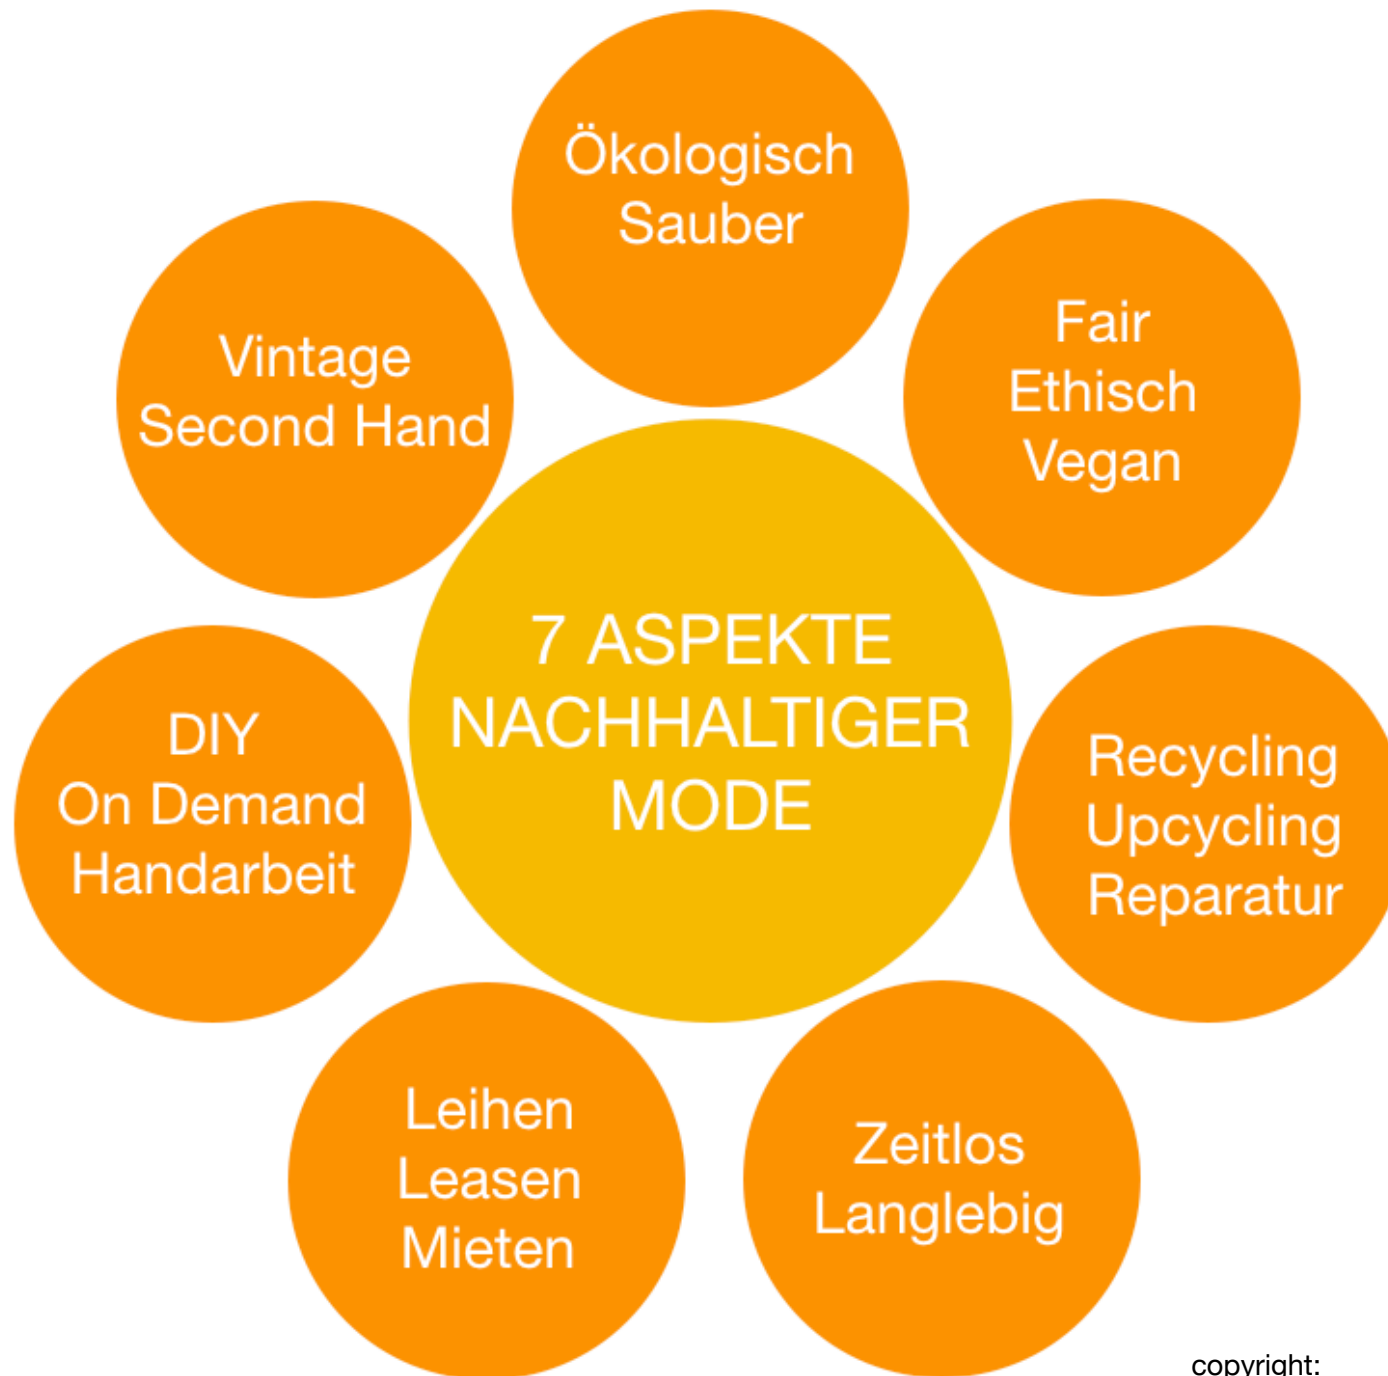 Ökologisch
Sauber
Fair
Ethisch
Vegan
Recycling
Upcycling
Reparatur
Zeitlos
Langlebig
Leihen
Leasen
Mieten
DIY
On Demand
Handarbeit
Vintage
Second Hand
7 ASPEKTE
NACHHALTIGER
MODE
copyright: